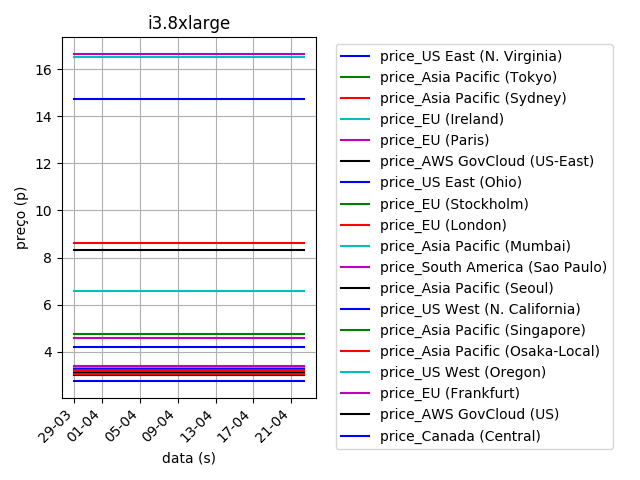 i3.8xlarge
preço (p)
16
14
12
10
8
6
4
29-03
01-04
05-04
09-04
13-04
17-04
21-04
data (s)
price_US East (N. Virginia)
price_Asia Pacific (Tokyo)
price_Asia Pacific (Sydney)
price_EU (Ireland)
price_EU (Paris)
price_AWS GovCloud (US-East)
price_US East (Ohio)
price_EU (Stockholm)
price_EU (London)
price_Asia Pacific (Mumbai)
price_South America (Sao Paulo)
price_Asia Pacific (Seoul)
price_US West (N. California)
price_Asia Pacific (Singapore)
price_Asia Pacific (Osaka-Local)
price_US West (Oregon)
price_EU (Frankfurt)
price_AWS GovCloud (US)
price_Canada (Central)